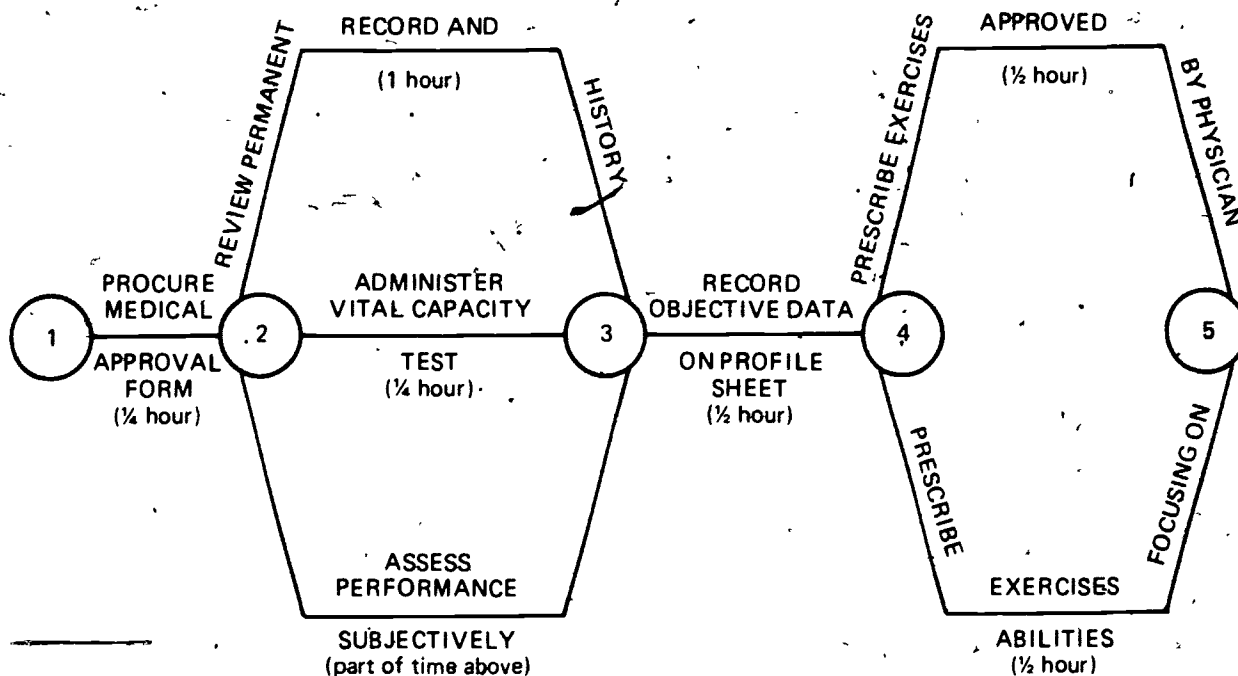 REVIEW PERMANENT
RECORD AND
(1 hour)
HISTORY
PRESCRIBE EXERCISES
APPROVED
(½ hour)
BY PHYSICIAN
1
PROCURE
MEDICAL
APPROVAL
FORM
(¼ hour)
2
ADMINISTER
VITAL CAPACITY
TEST
(¼ hour)
3
RECORD
OBJECTIVE DATA
ON PROFILE
SHEET
(½ hour)
4
5
ASSESS
PERFORMANCE
SUBJECTIVELY
(part of time above)
PRESCRIBE
EXERCISES
FOCUSING ON
ABILITIES
(½ hour)